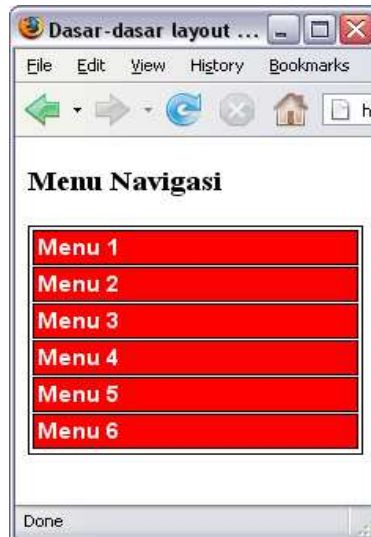 Dasar-dasar layout ...
File Edit View History Bookmarks
h
Menu Navigasi
Menu 1
Menu 2
Menu 3
Menu 4
Menu 5
Menu 6
Done